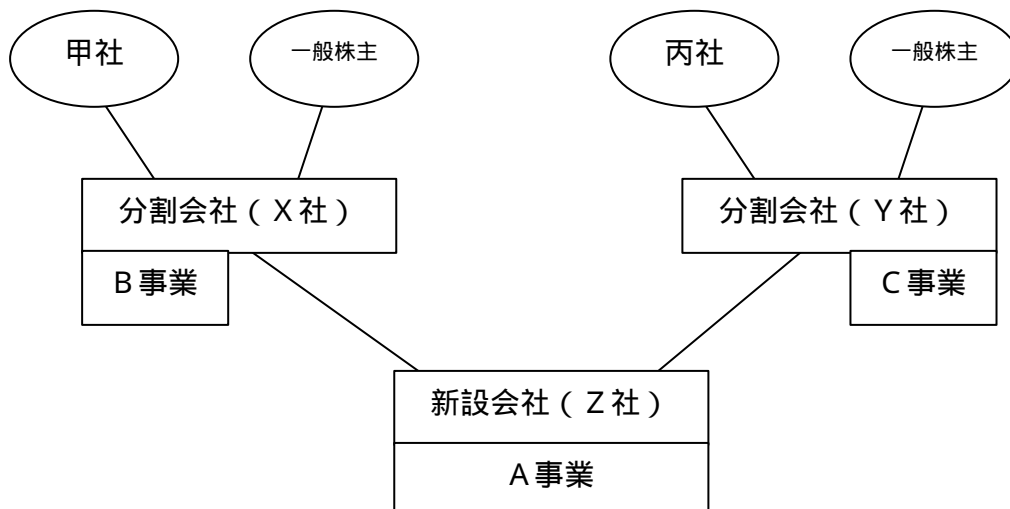 甲社
一般株主
丙社
一般株主
分割会社(X社)
分割会社(Y社)
B事業
C事業
新設会社(Z社)
A事業